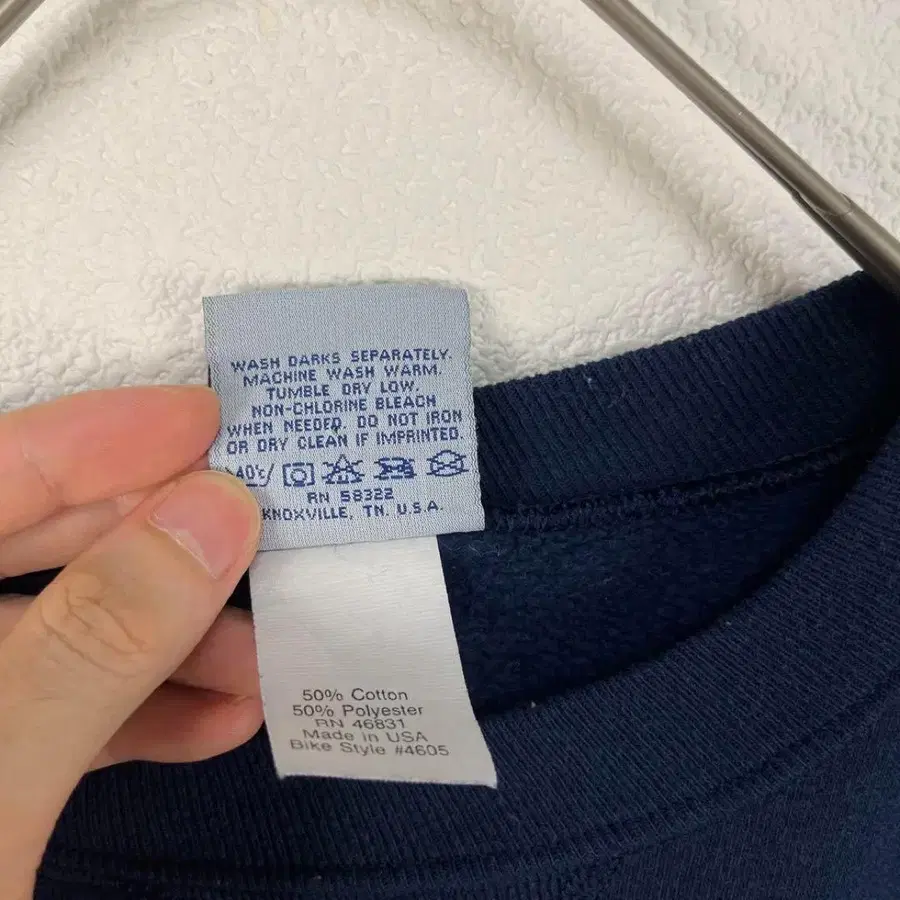 WASH DARKS SEPARATELY.
MACHINE WASH WARM.
TUMBLE DRY LOW.
NON-CHLORINE BLEACH
WHEN NEEDED. DO NOT IRON
OR DRY CLEAN IF IMPRINTED.
40°c/
RN 58322
KNOXVILLE, TN. U.S.A.
50% Cotton
50% Polyester
RN 46831
Made in USA
Bike Style #4605